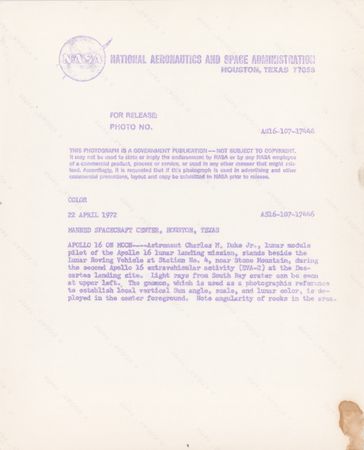 NASA
NATIONAL AERONAUTICS AND SPACE ADMINISTRATION
HOUSTON, TEXAS 77058
FOR RELEASE:
PHOTO NO.
AS16-107-17446
THIS PHOTOGRAPH IS A GOVERNMENT PUBLICATION -- NOT SUBJECT TO COPYRIGHT.
It may not be used to state or imply the endorsement by NASA or by any NASA employee
of a commercial product, process or service, or used in any other manner that might mis-
lead. Accordingly, it is requested that if this photograph is used in advertising and other
commercial promotion, layout and copy be submitted to NASA prior to release.
COLOR
22 APRIL 1972
AS16-107-17446
MANNED SPACECRAFT CENTER, HOUSTON, TEXAS
APOLLO 16 ON MOON----Astronaut Charles M. Duke Jr., lunar module
pilot of the Apollo 16 lunar landing mission, stands beside the
Lunar Roving Vehicle at Station No. 4, near Stone Mountain, during
the second Apollo 16 extravehicular activity (EVA-2) at the Des-
cartes landing site. Light rays from South Ray crater can be seen
at upper left. The gnomon, which is used as a photographic reference
to establish local vertical Sun angle, scale, and lunar color, is de-
ployed in the center foreground. Note angularity of rocks in the area.